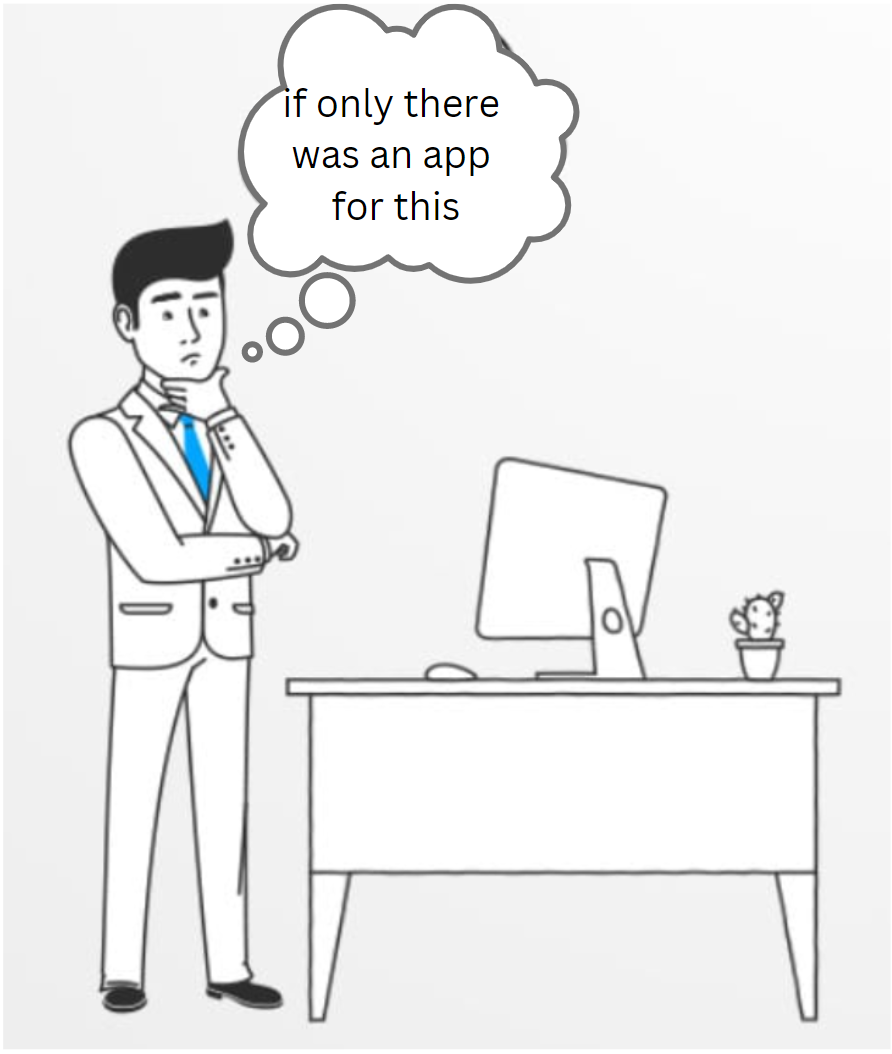 if only there
was an app
for this